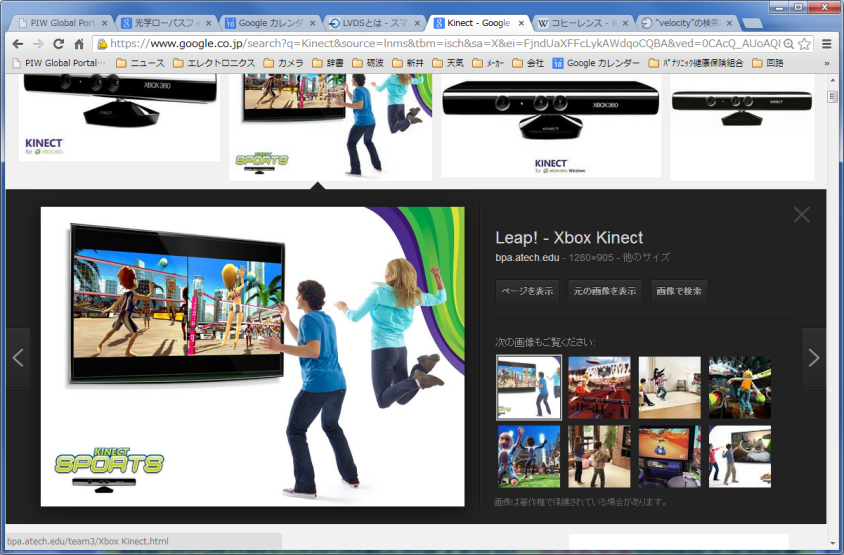 PIW Global Port
光学ローパスフィ
Google カレンダ
LVDSとは - スマ
Kinect - Google
コヒーレンス - W
"velocity"の検索
https://www.google.co.jp/search?q=Kinect&source=lnms&tbm=isch&sa=X&ei=FjndUaXFFcLykAWdqoCQBA&ved=0CAcQ_AUoAQ
PIW Global Portal…
ニュース
エレクトロニクス
カメラ
辞書
砺波
新井
天気
メーカー
会社
Google カレンダー
パナソニック健康保険組合
回路
»
XBOX360
KINECT
for XBOX 360.
KINECT
SPORTS
XBOX360
KINECT
KINECT
for XBOX 360. Windows
Leap! - Xbox Kinect
bpa.atech.edu - 1280×905 - 他のサイズ
ページを表示
元の画像を表示
画像で検索
次の画像もご覧ください:
KINECT
SPORTS
画像は著作権で保護されている場合があります。
bpa.atech.edu/team3/Xbox Kinect.html